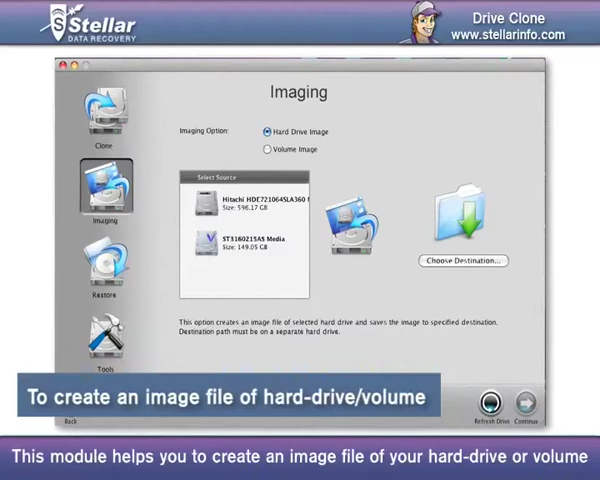 Stellar
DATA RECOVERY
Drive Clone
www.stellarinfo.com
Imaging
Imaging Option:
Hard Drive Image
Volume Image
Clone
Imaging
Restore
Tools
Select Source
Hitachi HDE721064SLA360
Size: 596.17 GB
ST3160215AS Media
Size: 149.05 GB
Choose Destination...
This option creates an image file of selected hard drive and saves the image to specified destination.
Destination path must be on a separate hard drive.
To create an image file of hard-drive/volume
Back
Refresh Drive
Continue
This module helps you to create an image file of your hard-drive or volume